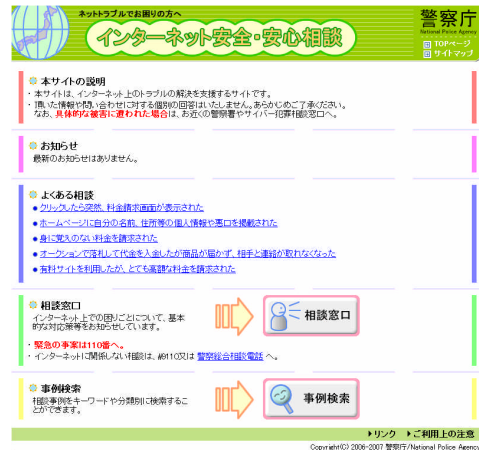 ネットトラブルでお困りの方へ
インターネット安全・安心相談
警察庁
National Police Agency
TOPページ
サイトマップ
本サイトの説明
・本サイトは、インターネット上のトラブルの解決を支援するサイトです。
・頂いた情報や問い合わせに対する個別の回答はいたしません。あらかじめご了承ください。
なお、具体的な被害に遭われた場合は、お近くの警察署やサイバー犯罪相談窓口へ。
お知らせ
最新のお知らせはありません。
よくある相談
●クリックしたら突然、料金請求画面が表示された
●ホームページに自分の名前、住所等の個人情報や悪口を掲載された
●身に覚えのない料金を請求された
●オークションで落札して代金を入金したが商品が届かず、相手と連絡が取れなくなった
●有料サイトを利用したが、とても高額な料金を請求された
相談窓口
インターネット上での困りごとについて、基本
的な対応策等をお知らせしています。
相談窓口
・緊急の事案は110番へ。
・インターネットに関係しない相談は、#9110又は 警察総合相談電話 へ。
事例検索
相談事例をキーワードや分類別に検索するこ
とができます。
事例検索
リンク ご利用上の注意
Copyright(C) 2006-2007 警察庁/National Police Agency